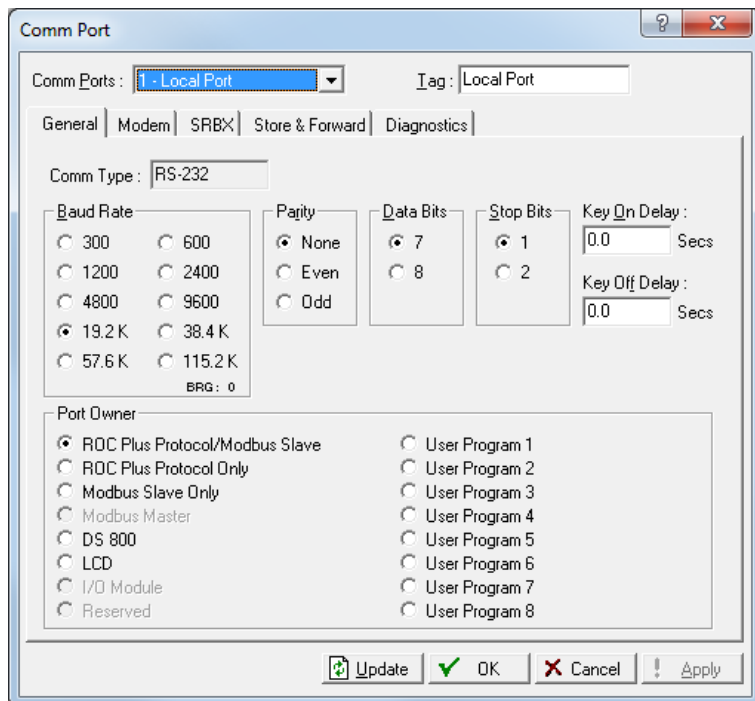 Comm Port
Comm Ports : 1 - Local Port Tag : Local Port
General Modem SRBX Store & Forward Diagnostics
Comm Type : RS-232
Baud Rate
300 600
1200 2400
4800 9600
19.2 K 38.4 K
57.6 K 115.2 K
BRG: 0
Parity
None
Even
Odd
Data Bits
7
8
Stop Bits
1
2
Key On Delay :
0.0 Secs
Key Off Delay :
0.0 Secs
Port Owner
ROC Plus Protocol/Modbus Slave User Program 1
ROC Plus Protocol Only User Program 2
Modbus Slave Only User Program 3
Modbus Master User Program 4
DS 800 User Program 5
LCD User Program 6
I/O Module User Program 7
Reserved User Program 8
Update OK Cancel ! Apply